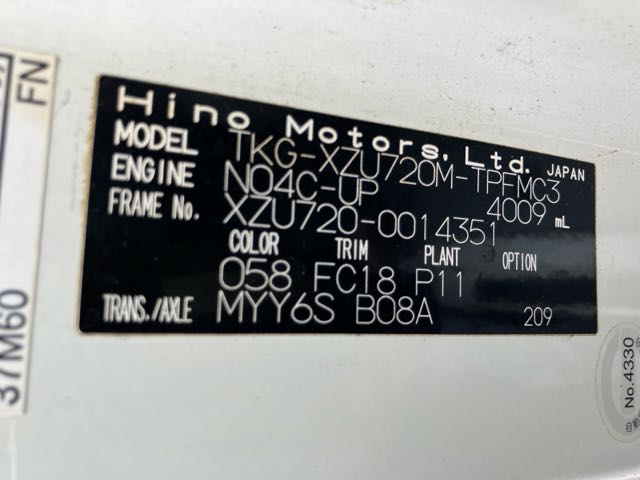 Hino Motors, Ltd. JAPAN
MODEL TKG-XZU720M-TPFMC3
ENGINE N04C-UP 4009 mL
FRAME No. XZU720-0014351
COLOR TRIM PLANT OPTION
058 FC18 P11
TRANS./AXLE MYY6S B08A 209
FN
37M60
No.4330